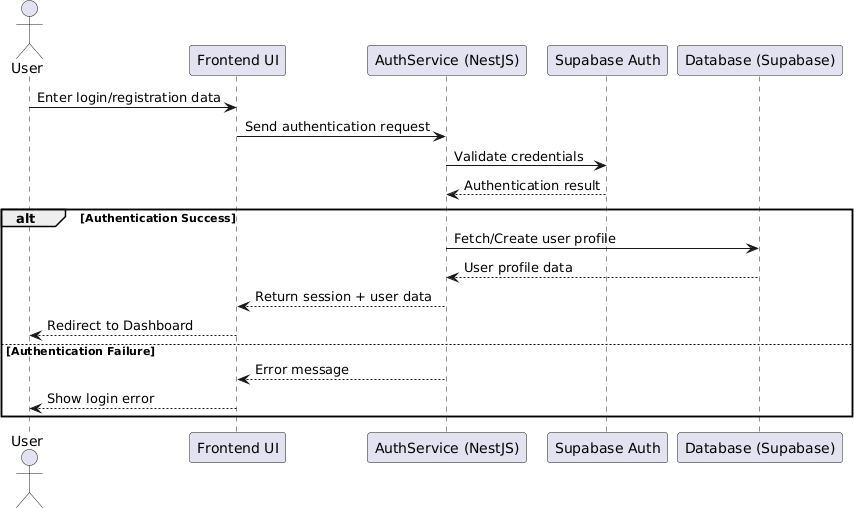 User
Frontend UI
AuthService (NestJS)
Supabase Auth
Database (Supabase)
Enter login/registration data
Send authentication request
Validate credentials
Authentication result
alt
[Authentication Success]
Fetch/Create user profile
User profile data
Return session + user data
Redirect to Dashboard
[Authentication Failure]
Error message
Show login error
User
Frontend UI
AuthService (NestJS)
Supabase Auth
Database (Supabase)